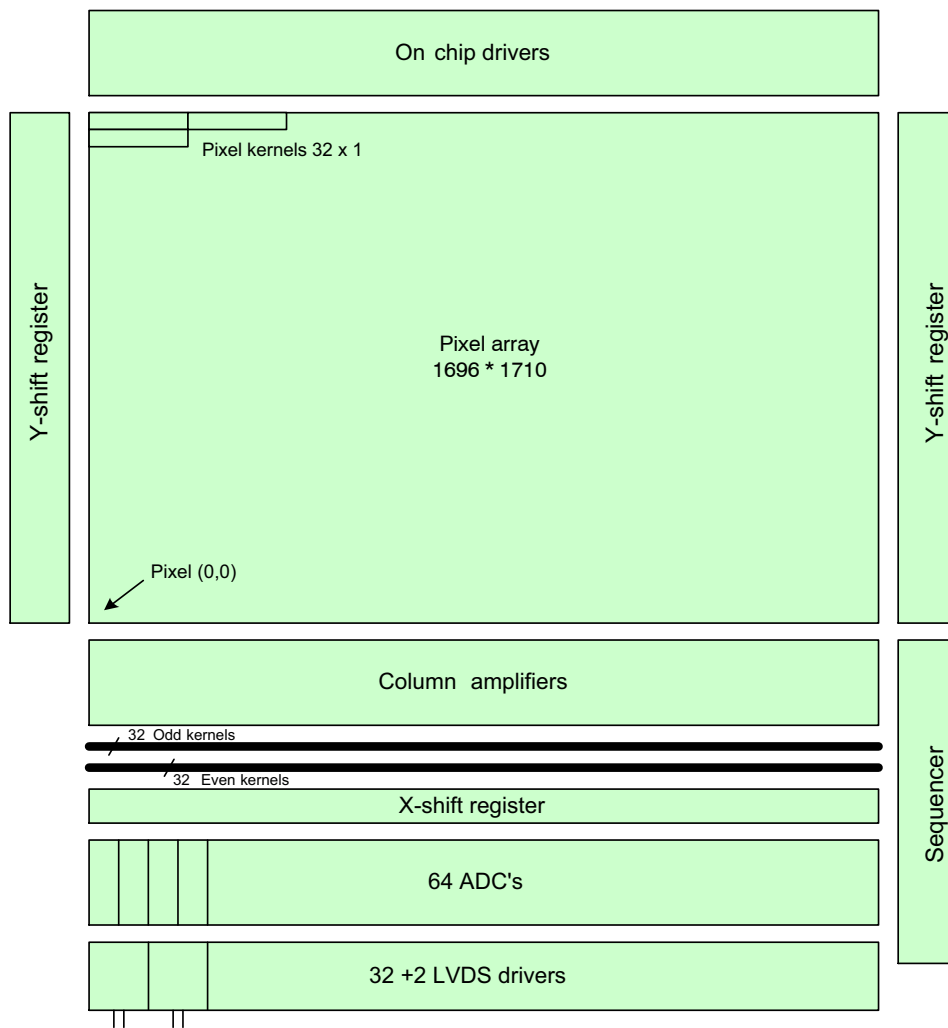 On chip drivers
Pixel kernels 32 x 1
Y-shift register
Pixel array
1696 * 1710
Y-shift register
Pixel (0,0)
Column amplifiers
32 Odd kernels
32 Even kernels
X-shift register
Sequencer
64 ADC's
32 +2 LVDS drivers